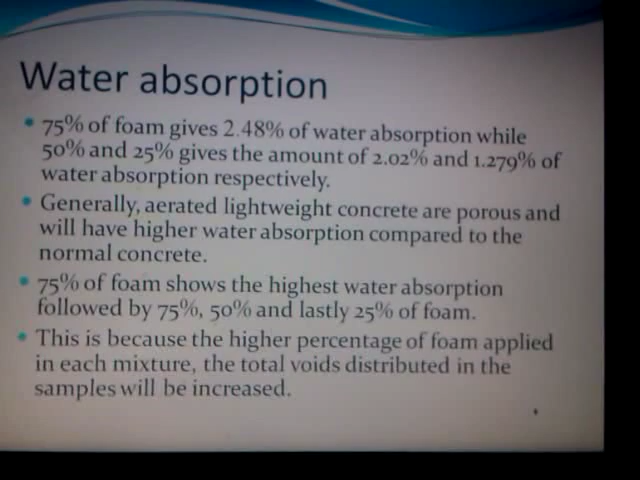 Water absorption
• 75% of foam gives 2.48% of water absorption while
50% and 25% gives the amount of 2.02% and 1.279% of
water absorption respectively.
• Generally, aerated lightweight concrete are porous and
will have higher water absorption compared to the
normal concrete.
• 75% of foam shows the highest water absorption
followed by 75%, 50% and lastly 25% of foam.
• This is because the higher percentage of foam applied
in each mixture, the total voids distributed in the
samples will be increased.